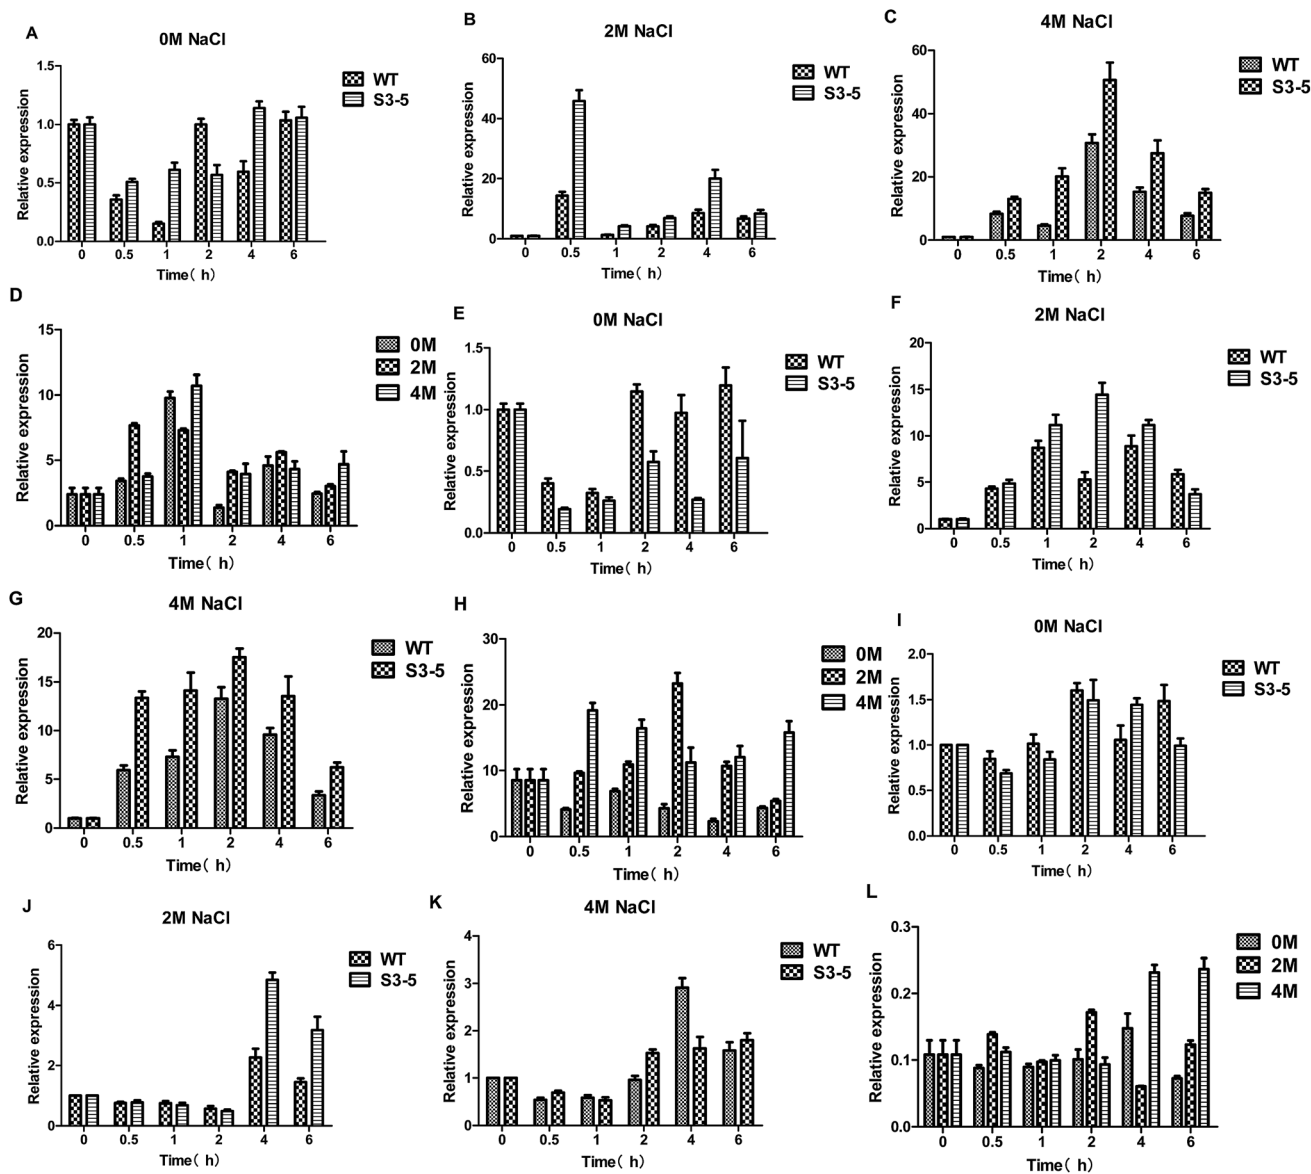 A
0M NaCl
Relative expression
1.5
1.0
0.5
0.0
0 0.5 1 2 4 6
Time( h)
WT
S3-5
B
2M NaCl
Relative expression
60
40
20
0
0 0.5 1 2 4 6
Time( h)
WT
S3-5
C
4M NaCl
Relative expression
60
40
20
0
0 0.5 1 2 4 6
Time( h)
WT
S3-5
D
Relative expression
15
10
5
0
0 0.5 1 2 4 6
Time( h)
0M
2M
4M
E
0M NaCl
Relative expression
1.5
1.0
0.5
0.0
0 0.5 1 2 4 6
Time( h)
WT
S3-5
F
2M NaCl
Relative expression
20
15
10
5
0
0 0.5 1 2 4 6
Time( h)
WT
S3-5
G
4M NaCl
Relative expression
20
15
10
5
0
0 0.5 1 2 4 6
Time( h)
WT
S3-5
H
Relative expression
30
20
10
0
0 0.5 1 2 4 6
Time( h)
0M
2M
4M
I
0M NaCl
Relative expression
2.0
1.5
1.0
0.5
0.0
0 0.5 1 2 4 6
Time( h)
WT
S3-5
J
2M NaCl
Relative expression
6
4
2
0
0 0.5 1 2 4 6
Time( h)
WT
S3-5
K
4M NaCl
Relative expression
4
3
2
1
0
0 0.5 1 2 4 6
Time( h)
WT
S3-5
L
Relative expression
0.3
0.2
0.1
0.0
0 0.5 1 2 4 6
Time( h)
0M
2M
4M